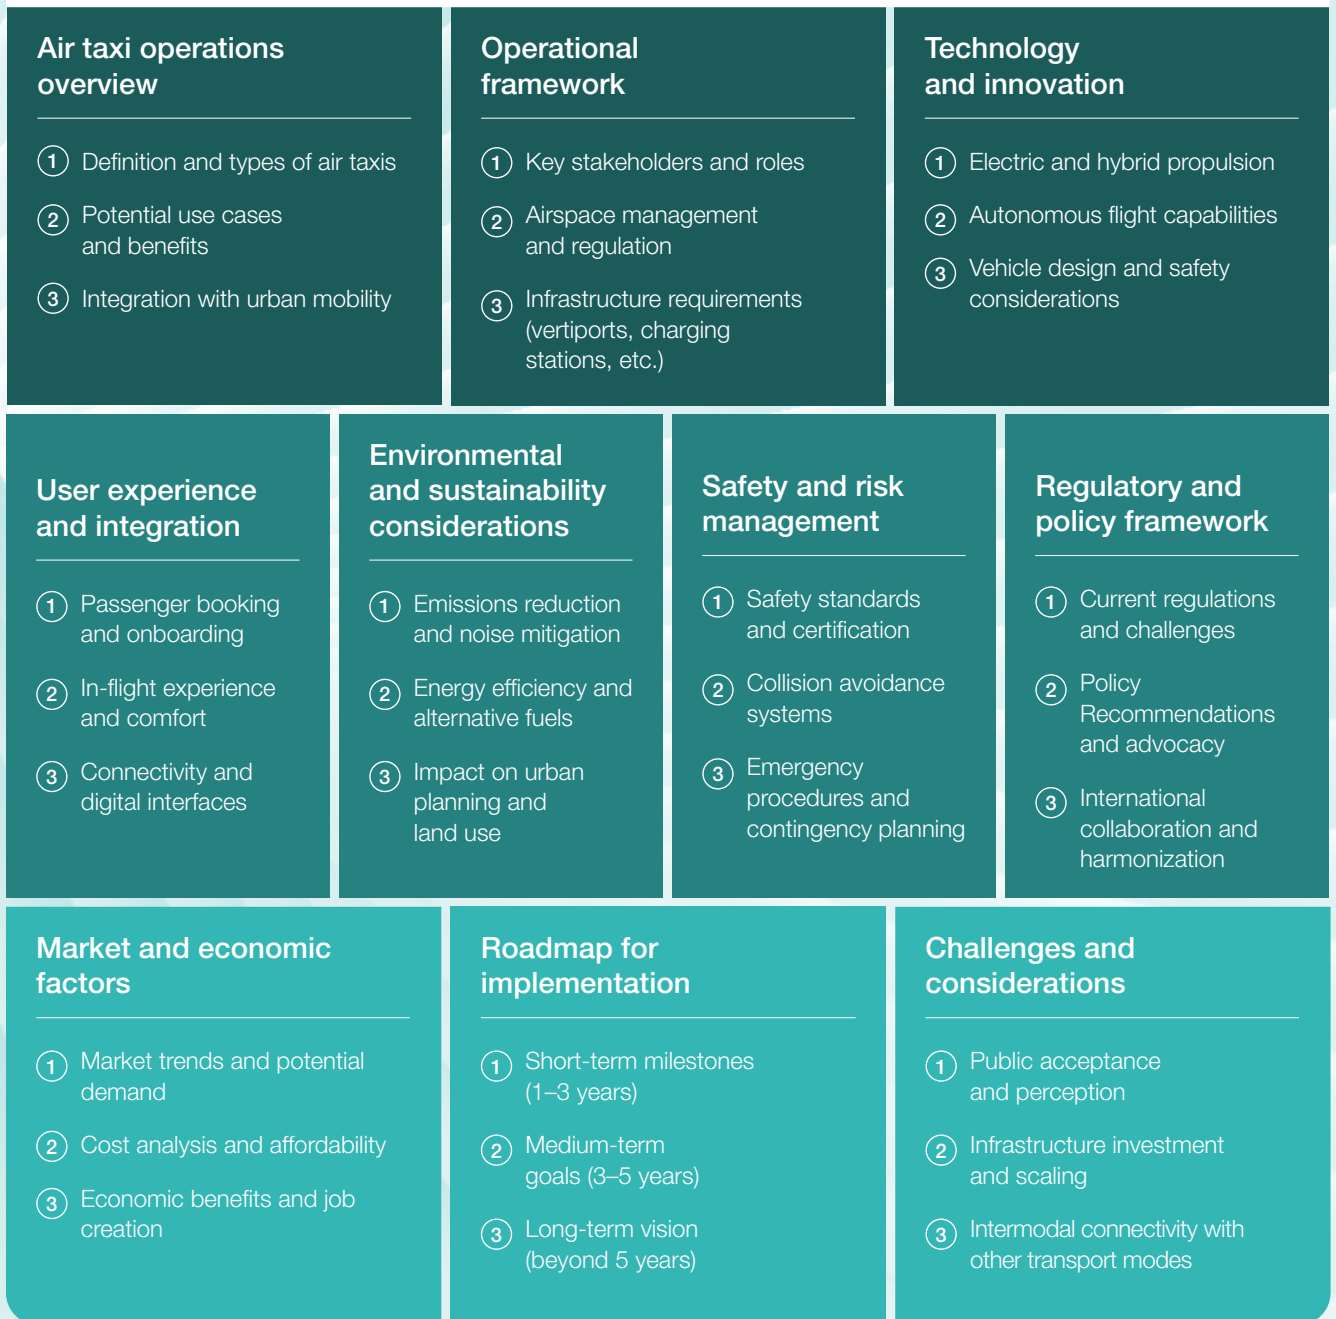 Air taxi operations
overview
1 Definition and types of air taxis
2 Potential use cases
and benefits
3 Integration with urban mobility
Operational
framework
1 Key stakeholders and roles
2 Airspace management
and regulation
3 Infrastructure requirements
(vertiports, charging
stations, etc.)
Technology
and innovation
1 Electric and hybrid propulsion
2 Autonomous flight capabilities
3 Vehicle design and safety
considerations
User experience
and integration
1 Passenger booking
and onboarding
2 In-flight experience
and comfort
3 Connectivity and
digital interfaces
Environmental
and sustainability
considerations
1 Emissions reduction
and noise mitigation
2 Energy efficiency and
alternative fuels
3 Impact on urban
planning and
land use
Safety and risk
management
1 Safety standards
and certification
2 Collision avoidance
systems
3 Emergency
procedures and
contingency planning
Regulatory and
policy framework
1 Current regulations
and challenges
2 Policy
Recommendations
and advocacy
3 International
collaboration and
harmonization
Market and economic
factors
1 Market trends and potential
demand
2 Cost analysis and affordability
3 Economic benefits and job
creation
Roadmap for
implementation
1 Short-term milestones
(1–3 years)
2 Medium-term
goals (3–5 years)
3 Long-term vision
(beyond 5 years)
Challenges and
considerations
1 Public acceptance
and perception
2 Infrastructure investment
and scaling
3 Intermodal connectivity with
other transport modes